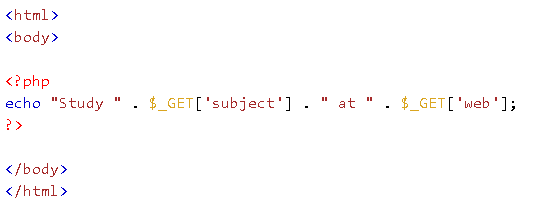 <html>
<body>
<?php
echo "Study " . $_GET['subject'] . " at " . $_GET['web'];
?>
</body>
</html>